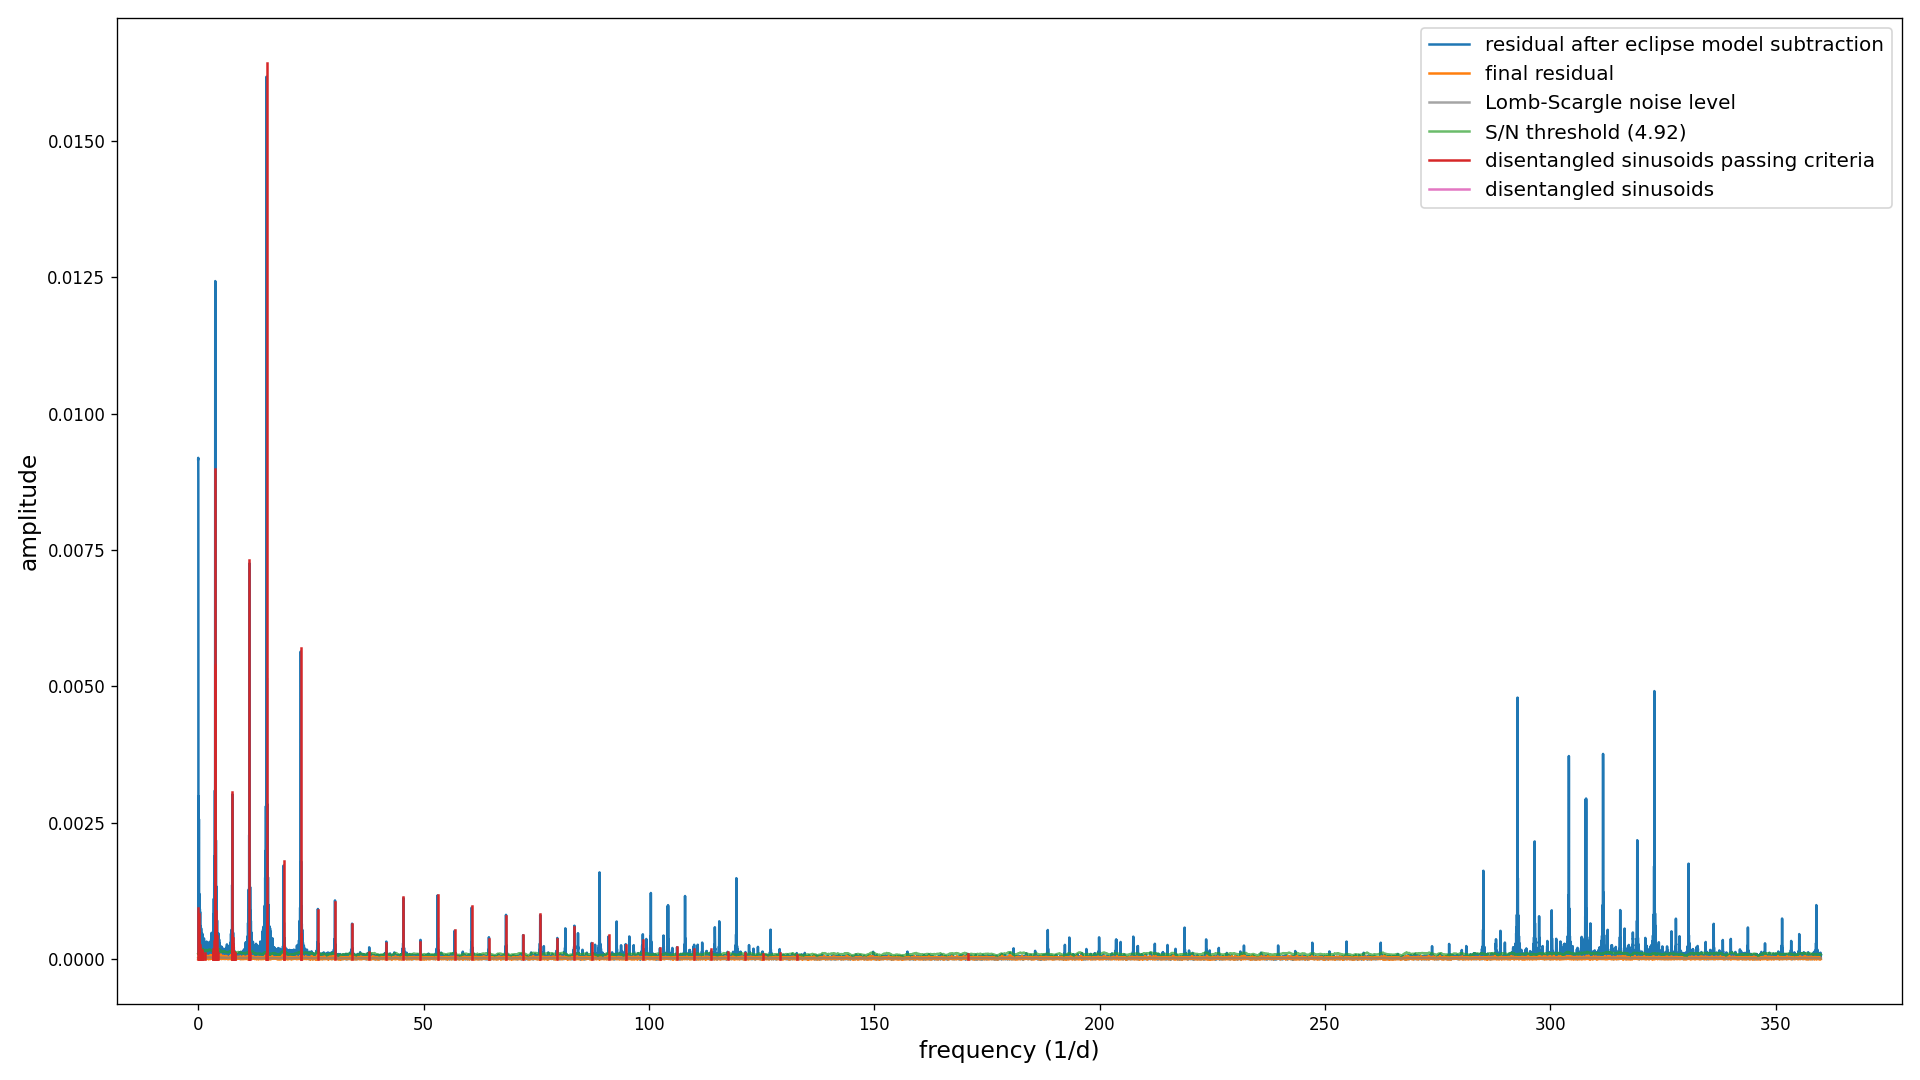 residual after eclipse model subtraction
final residual
Lomb-Scargle noise level
S/N threshold (4.92)
disentangled sinusoids passing criteria
disentangled sinusoids
amplitude
0.0150
0.0125
0.0100
0.0075
0.0050
0.0025
0.0000
0 50 100 150 200 250 300 350
frequency (1/d)